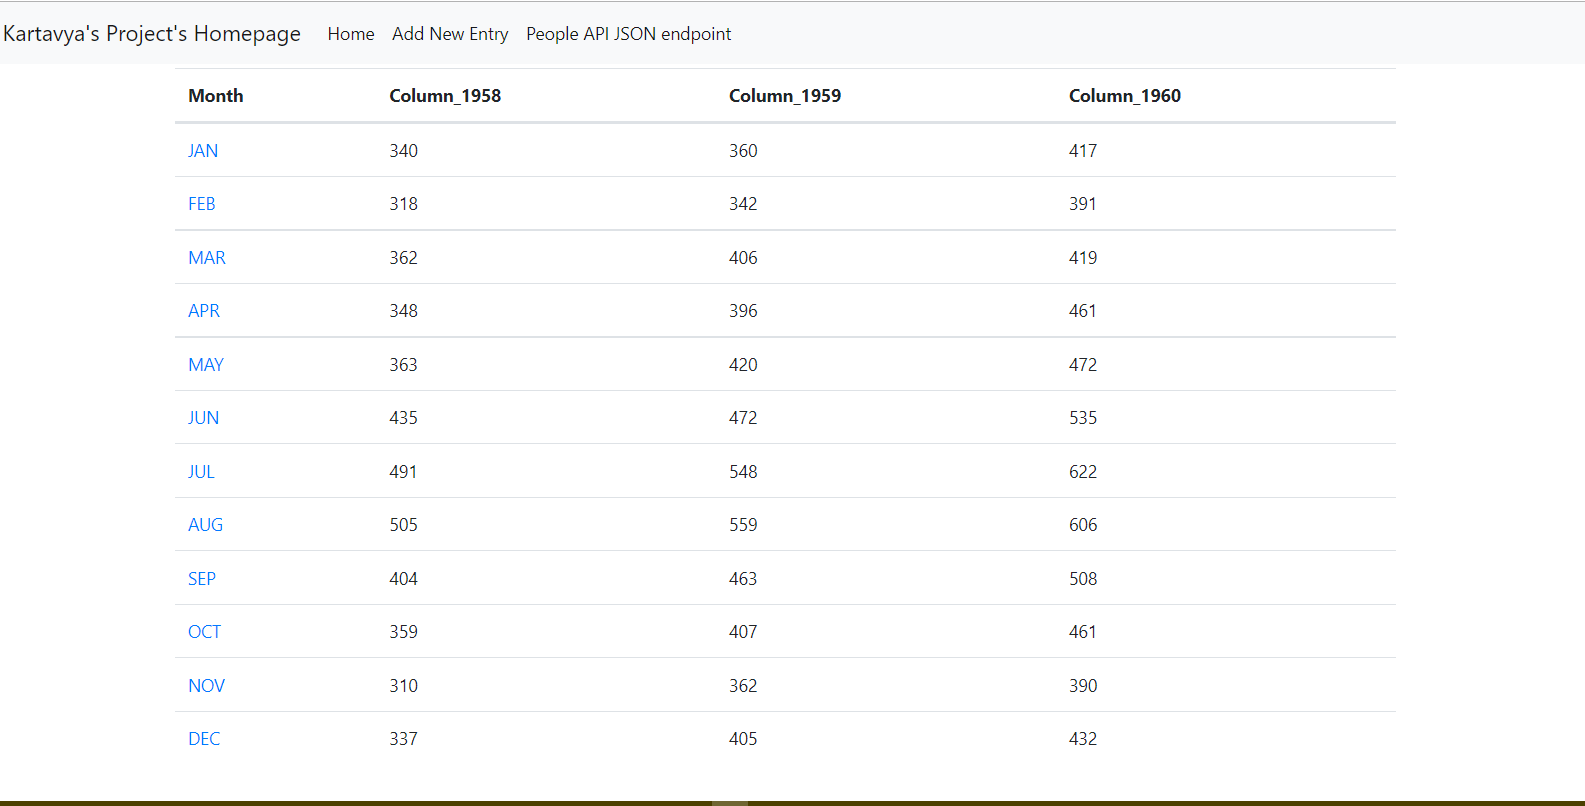 Kartavya's Project's Homepage Home Add New Entry People API JSON endpoint
Month Column_1958 Column_1959 Column_1960
JAN 340 360 417
FEB 318 342 391
MAR 362 406 419
APR 348 396 461
MAY 363 420 472
JUN 435 472 535
JUL 491 548 622
AUG 505 559 606
SEP 404 463 508
OCT 359 407 461
NOV 310 362 390
DEC 337 405 432